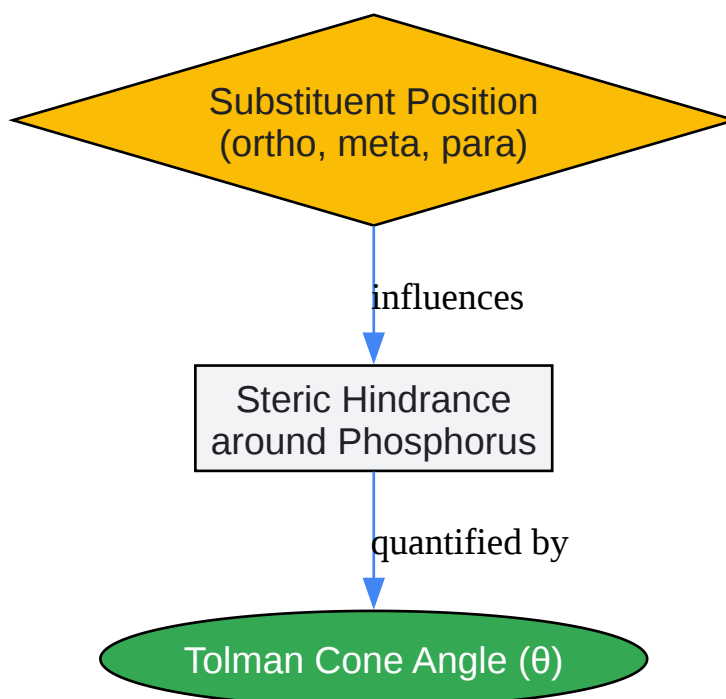 Substituent Position
(ortho, meta, para)
influences
Steric Hindrance
around Phosphorus
quantified by
Tolman Cone Angle (θ)